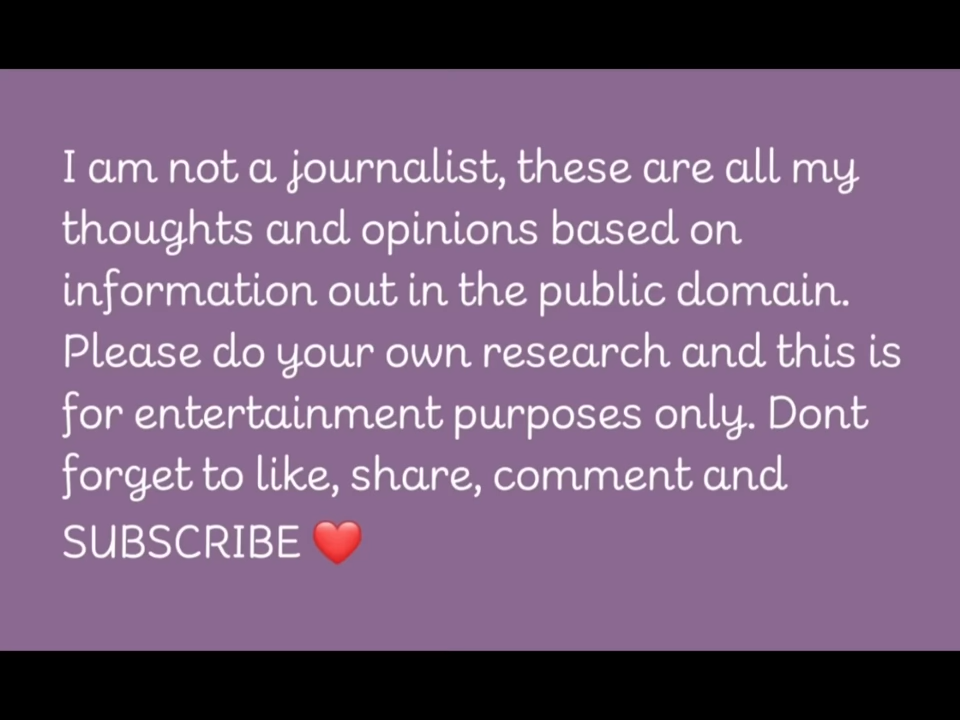 I am not a journalist, these are all my
thoughts and opinions based on
information out in the public domain.
Please do your own research and this is
for entertainment purposes only. Dont
forget to like, share, comment and
SUBSCRIBE ❤️